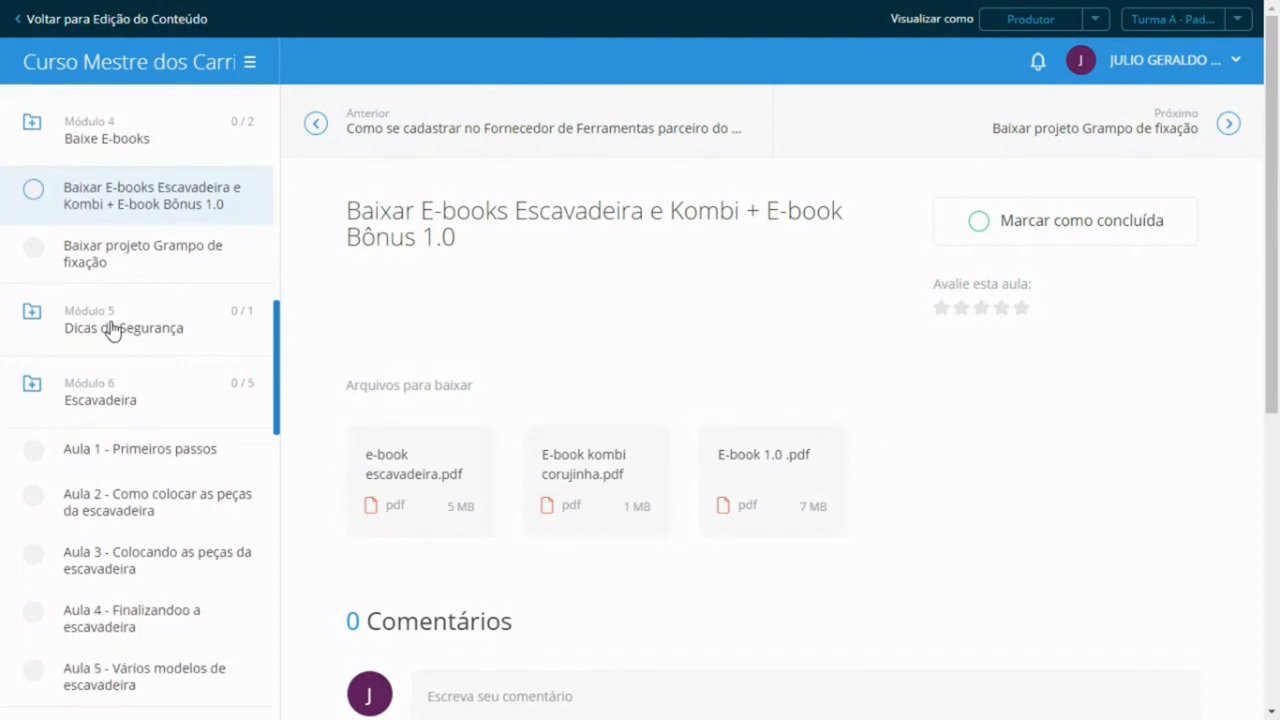 Voltar para Edição do Conteúdo
Visualizar como
Produtor
Turma A - Pad...
Curso Mestre dos Carri
J
JULIO GERALDO ...
Módulo 4
0 / 2
Baixe E-books
Baixar E-books Escavadeira e
Kombi + E-book Bônus 1.0
Baixar projeto Grampo de
fixação
Módulo 5
0 / 1
Dicas d Segurança
Módulo 6
0 / 5
Escavadeira
Aula 1 - Primeiros passos
Aula 2 - Como colocar as peças
da escavadeira
Aula 3 - Colocando as peças da
escavadeira
Aula 4 - Finalizandoo a
escavadeira
Aula 5 - Vários modelos de
escavadeira
Anterior
Como se cadastrar no Fornecedor de Ferramentas parceiro do ...
Próximo
Baixar projeto Grampo de fixação
Baixar E-books Escavadeira e Kombi + E-book
Bônus 1.0
Marcar como concluída
Avalie esta aula:
Arquivos para baixar
e-book
escavadeira.pdf
pdf
5 MB
E-book kombi
corujinha.pdf
pdf
1 MB
E-book 1.0 .pdf
pdf
7 MB
0 Comentários
J
Escreva seu comentário